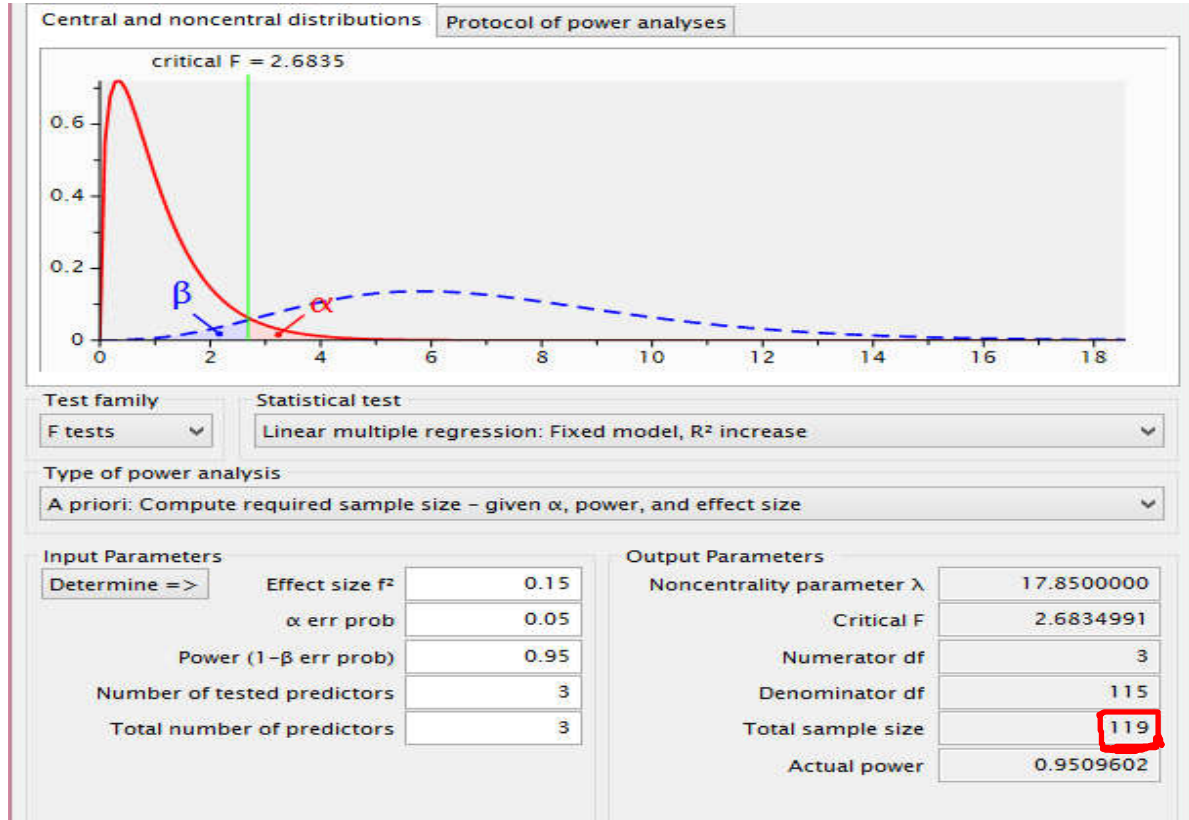 Central and noncentral distributions Protocol of power analyses
critical F = 2.6835
0.6
0.4
0.2
β α
0
0 2 4 6 8 10 12 14 16 18
Test family Statistical test
F tests Linear multiple regression: Fixed model, R² increase
Type of power analysis
A priori: Compute required sample size – given α, power, and effect size
Input Parameters Output Parameters
Determine => Effect size f² 0.15 Noncentrality parameter λ 17.8500000
α err prob 0.05 Critical F 2.6834991
Power (1-β err prob) 0.95 Numerator df 3
Number of tested predictors 3 Denominator df 115
Total number of predictors 3 Total sample size 119
Actual power 0.9509602